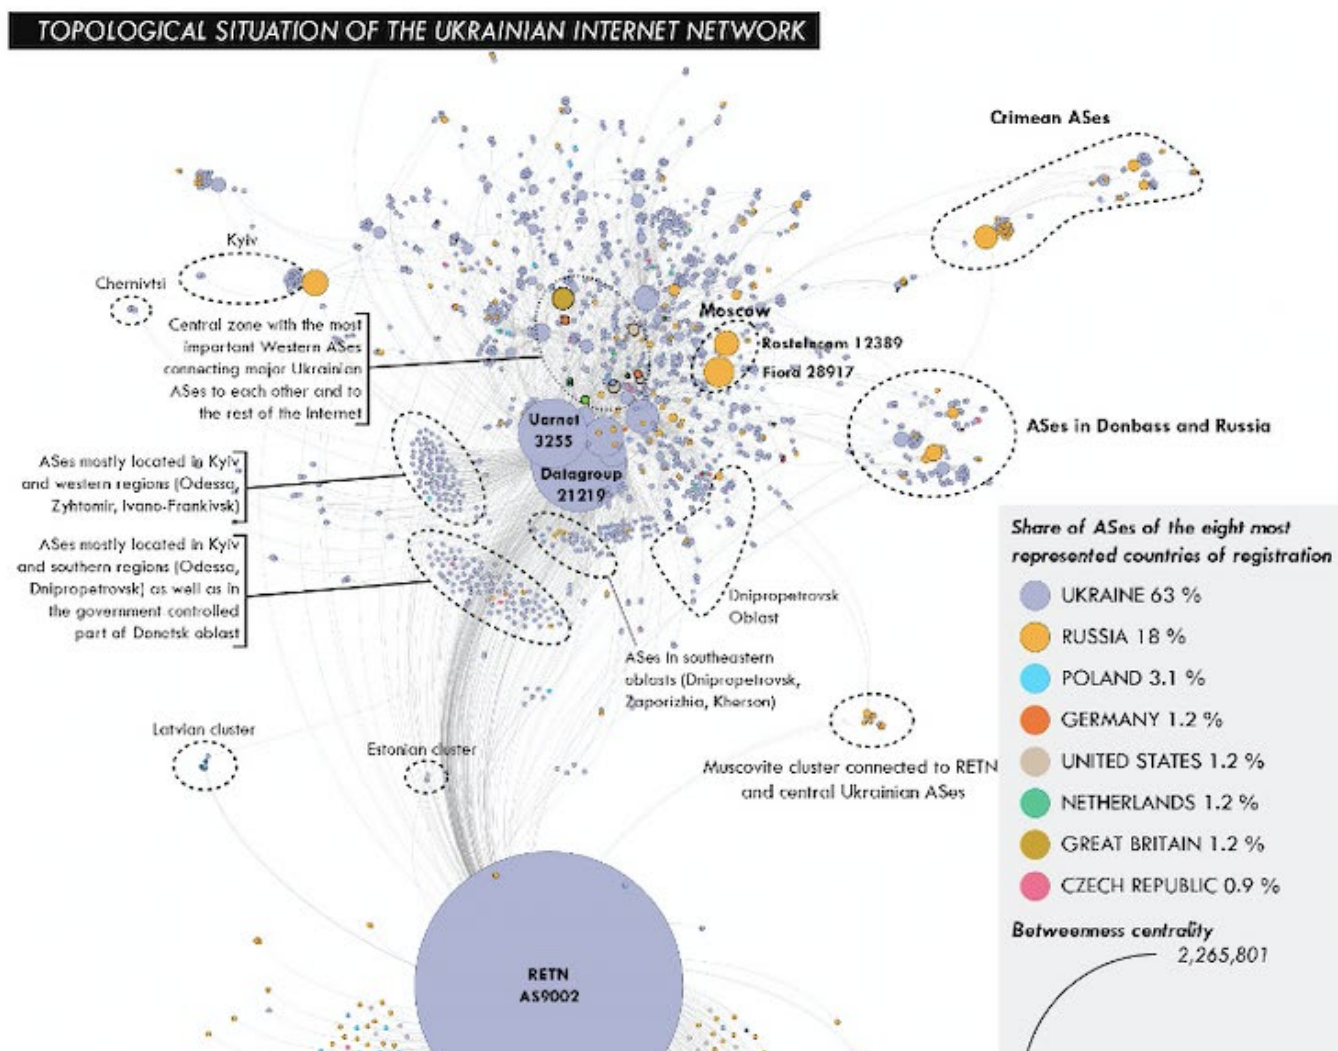 TOPOLOGICAL SITUATION OF THE UKRAINIAN INTERNET NETWORK
Crimean ASes
Kyiv
Chernivtsi
Central zone with the most
important Western ASes
connecting major Ukrainian
ASes to each other and to
the rest of the Internet
Moscow
Rostelecom 12389
Fiord 28917
Uarnet
3255
Datagroup
21219
ASes in Donbass and Russia
ASes mostly located in Kyiv
and western regions (Odessa,
Zyhtomir, Ivano-Frankivsk)
ASes mostly located in Kyiv
and southern regions (Odessa,
Dnipropetrovsk) as well as in
the government controlled
part of Donetsk oblast
Dnipropetrovsk
Oblast
ASes in southeastern
oblasts (Dnipropetrovsk,
Zaporizhia, Kherson)
Latvian cluster
Estonian cluster
Muscovite cluster connected to RETN
and central Ukrainian ASes
RETN
AS9002
Share of ASes of the eight most
represented countries of registration
UKRAINE 63 %
RUSSIA 18 %
POLAND 3.1 %
GERMANY 1.2 %
UNITED STATES 1.2 %
NETHERLANDS 1.2 %
GREAT BRITAIN 1.2 %
CZECH REPUBLIC 0.9 %
Betweenness centrality
2,265,801